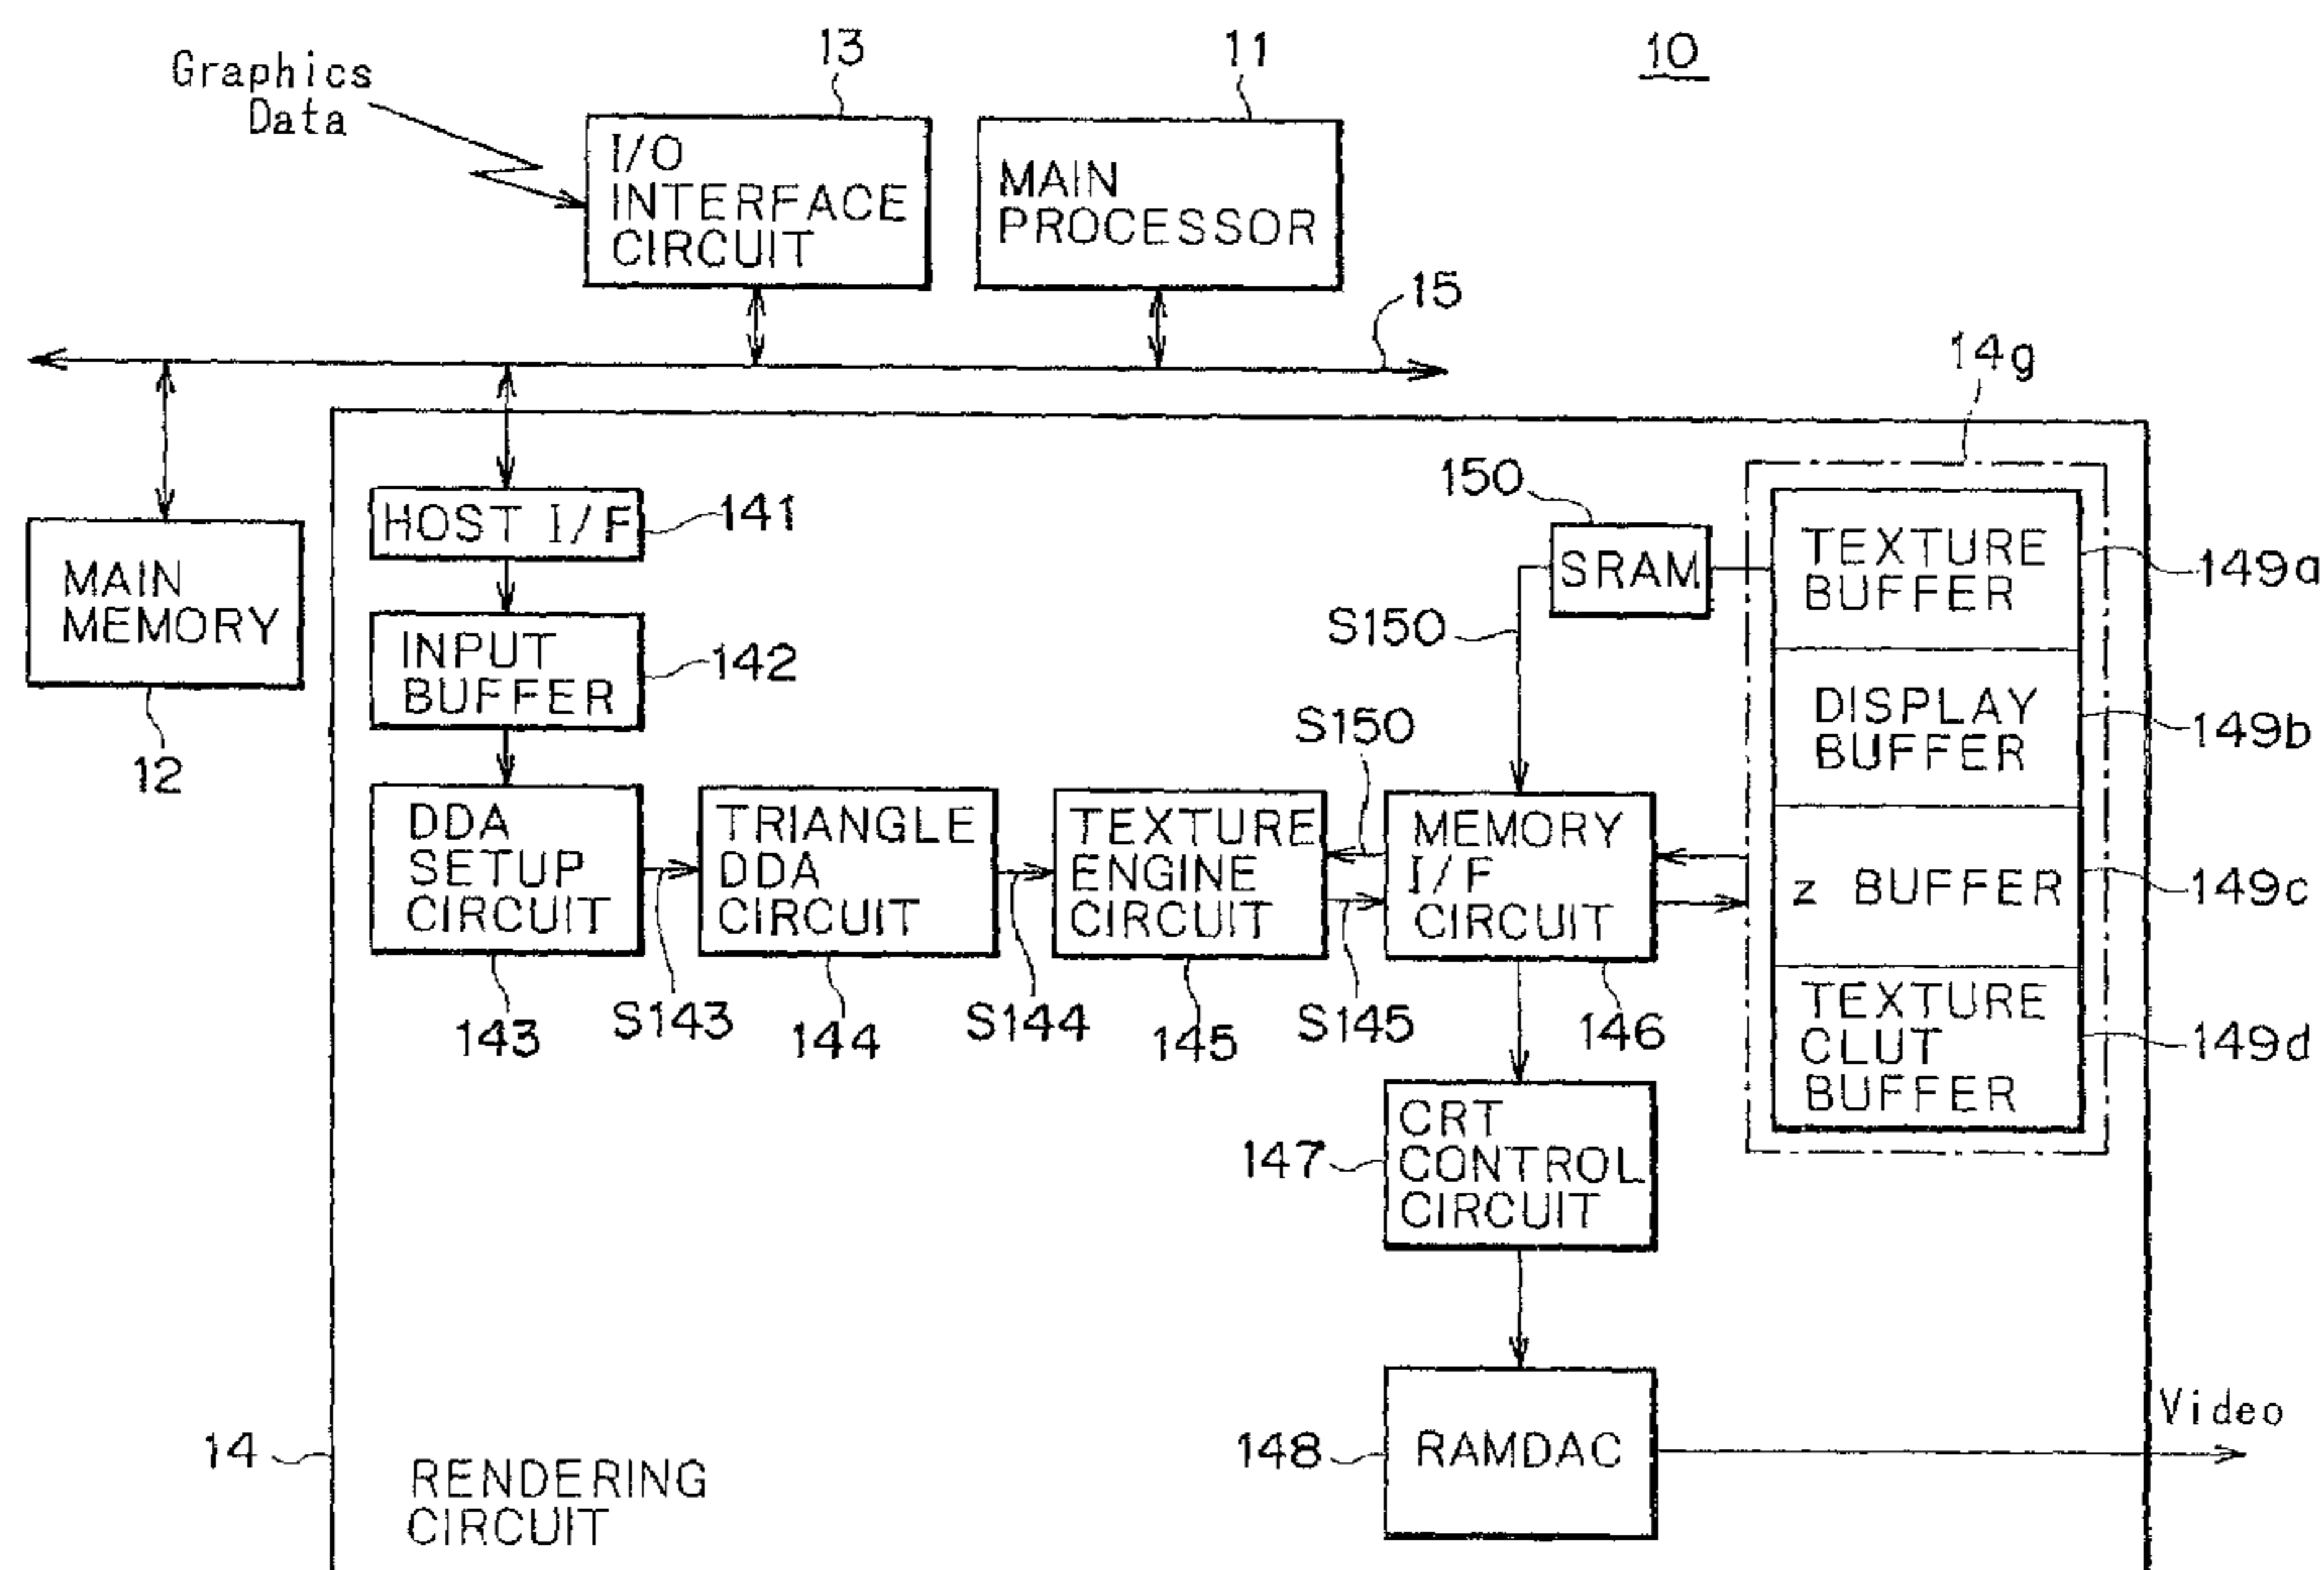 10
Graphics
Data
13
11
I/O
INTERFACE
CIRCUIT
MAIN
PROCESSOR
15
14g
MAIN
MEMORY
12
HOST I/F
141
INPUT
BUFFER
142
150
SRAM
S150
TEXTURE
BUFFER
149a
DISPLAY
BUFFER
149b
z BUFFER
149c
TEXTURE
CLUT
BUFFER
149d
DDA
SETUP
CIRCUIT
143
S143
TRIANGLE
DDA
CIRCUIT
144
S144
TEXTURE
ENGINE
CIRCUIT
145
S150
S145
MEMORY
I/F
CIRCUIT
146
CRT
CONTROL
CIRCUIT
147
RAMDAC
148
Video
14
RENDERING
CIRCUIT